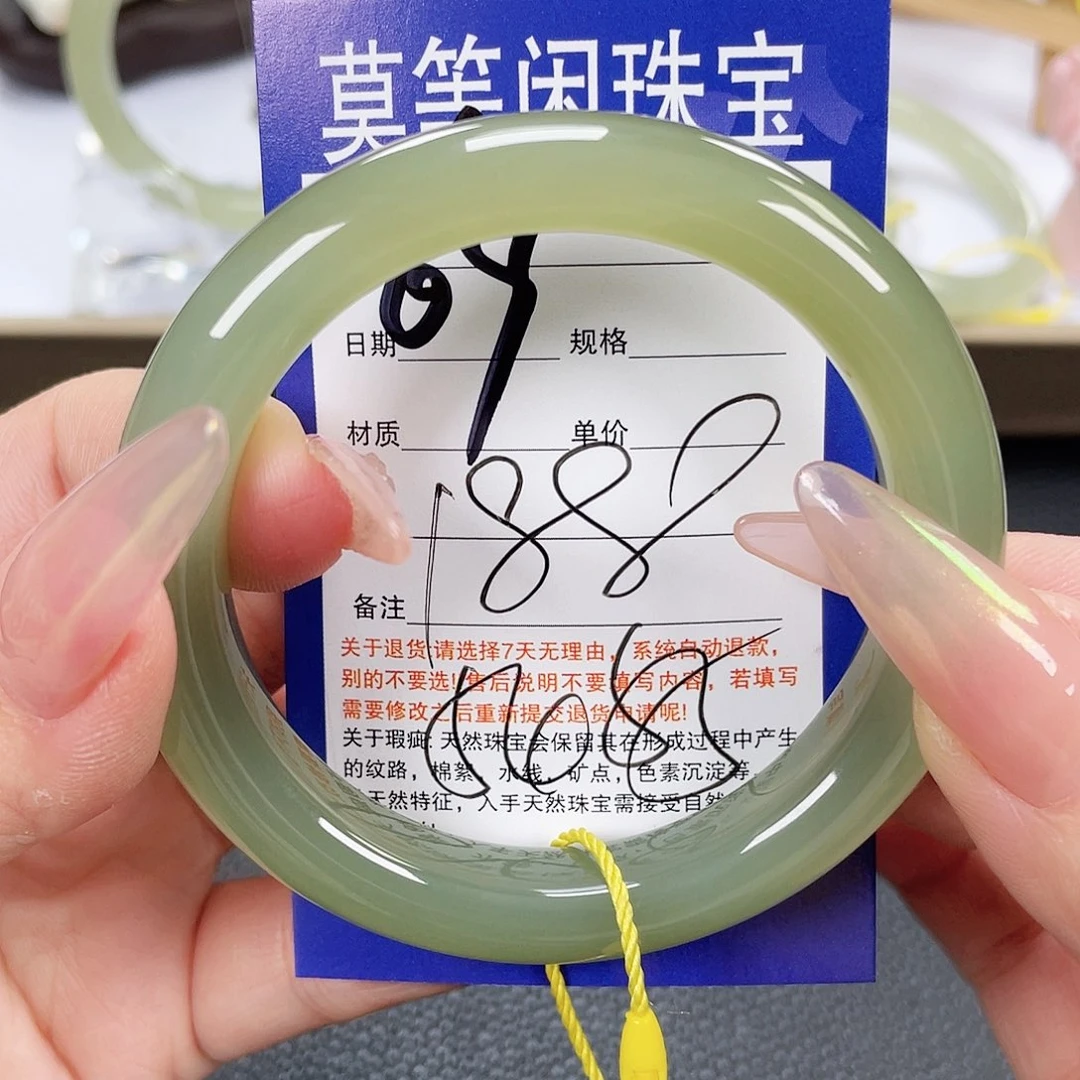 莫等闲珠宝
64
日期 规格
材质 单价
188
备注
关于退货:请选择7天无理由，系统自动退款，
别的不要选!售后说明不要填写内容，若填写
需要修改之后重新提交退货申请呢!
关于瑕疵: 天然珠宝会保留其在形成过程中产生
的纹路，棉絮，水线，矿点，色素沉淀等，
天然特征，入手天然珠宝需接受自然